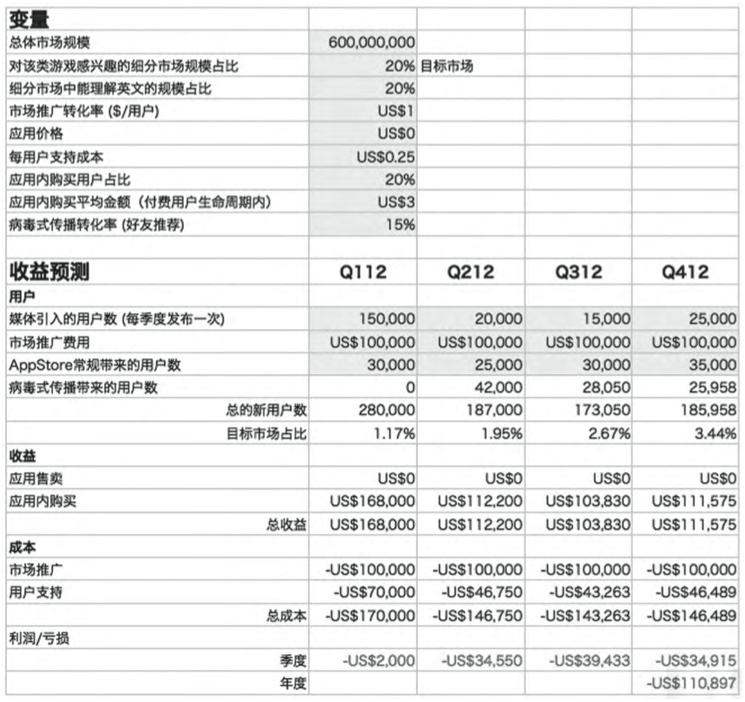 变量
总体市场规模 600,000,000
对该类游戏感兴趣的细分市场规模占比 20% 目标市场
细分市场中能理解英文的规模占比 20%
市场推广转化率 ($/用户) US$1
应用价格 US$0
每用户支持成本 US$0.25
应用内购买用户占比 20%
应用内购买平均金额（付费用户生命周期内） US$3
病毒式传播转化率 (好友推荐) 15%
收益预测 Q112 Q212 Q312 Q412
用户
媒体引入的用户数 (每季度发布一次) 150,000 20,000 15,000 25,000
市场推广费用 US$100,000 US$100,000 US$100,000 US$100,000
AppStore常规带来的用户数 30,000 25,000 30,000 35,000
病毒式传播带来的用户数 0 42,000 28,050 25,958
总的新用户数 280,000 187,000 173,050 185,958
目标市场占比 1.17% 1.95% 2.67% 3.44%
收益
应用售卖 US$0 US$0 US$0 US$0
应用内购买 US$168,000 US$112,200 US$103,830 US$111,575
总收益 US$168,000 US$112,200 US$103,830 US$111,575
成本
市场推广 -US$100,000 -US$100,000 -US$100,000 -US$100,000
用户支持 -US$70,000 -US$46,750 -US$43,263 -US$46,489
总成本 -US$170,000 -US$146,750 -US$143,263 -US$146,489
利润/亏损
季度 -US$2,000 -US$34,550 -US$39,433 -US$34,915
年度 -US$110,897